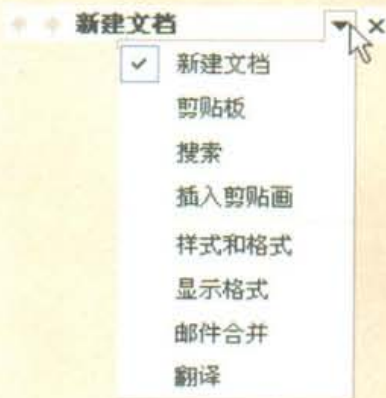 新建文档
新建文档
剪贴板
搜索
插入剪贴画
样式和格式
显示格式
邮件合并
翻译